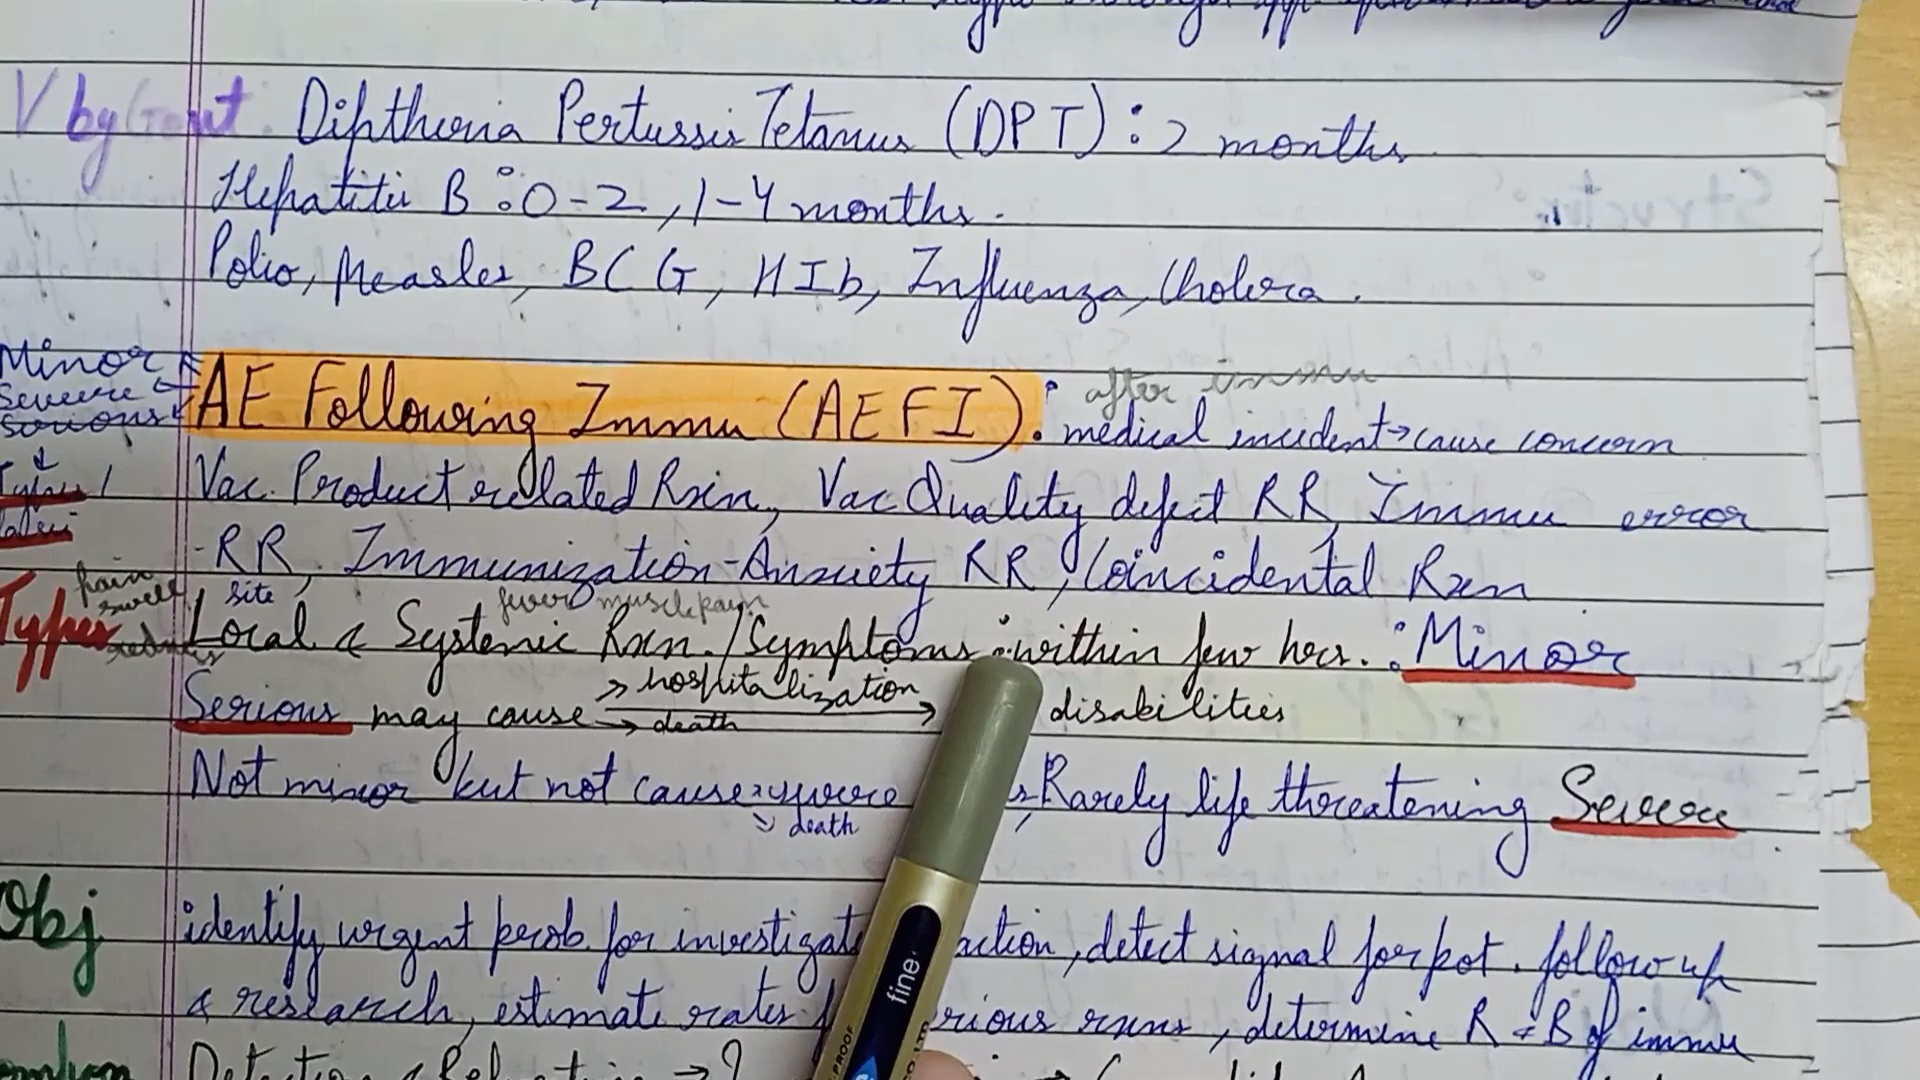 V by Govt : Diphtheria Pertussis Tetanus (DPT) : 2 months.
Hepatitis B : 0-2, 1-4 months.
Polio, Measles, BCG, HIb, Influenza, Cholera.
Minor
Severe
Serious
AE Following Immu (AEFI) :
after immu
medical incident → cause concern
Vac. Product related Rxn, Vac Quality defect RR, Immu error
-RR, Immunization-Anxiety RR, Coincidental Rxn
pain
swell
redness
site
fever muscle pain
Types
Local & Systemic Rxn. / Symptoms : within few hrs. : Minor
Serious may cause → hospitalization → disabilities
→ death
Not minor but not cause Rarely life threatening Severe
death
Obj identify urgent prob. for investigat action, detect signal for pot. follow up
& research, estimate rates rious rxns, determine R & B of immu
fine
PROOF